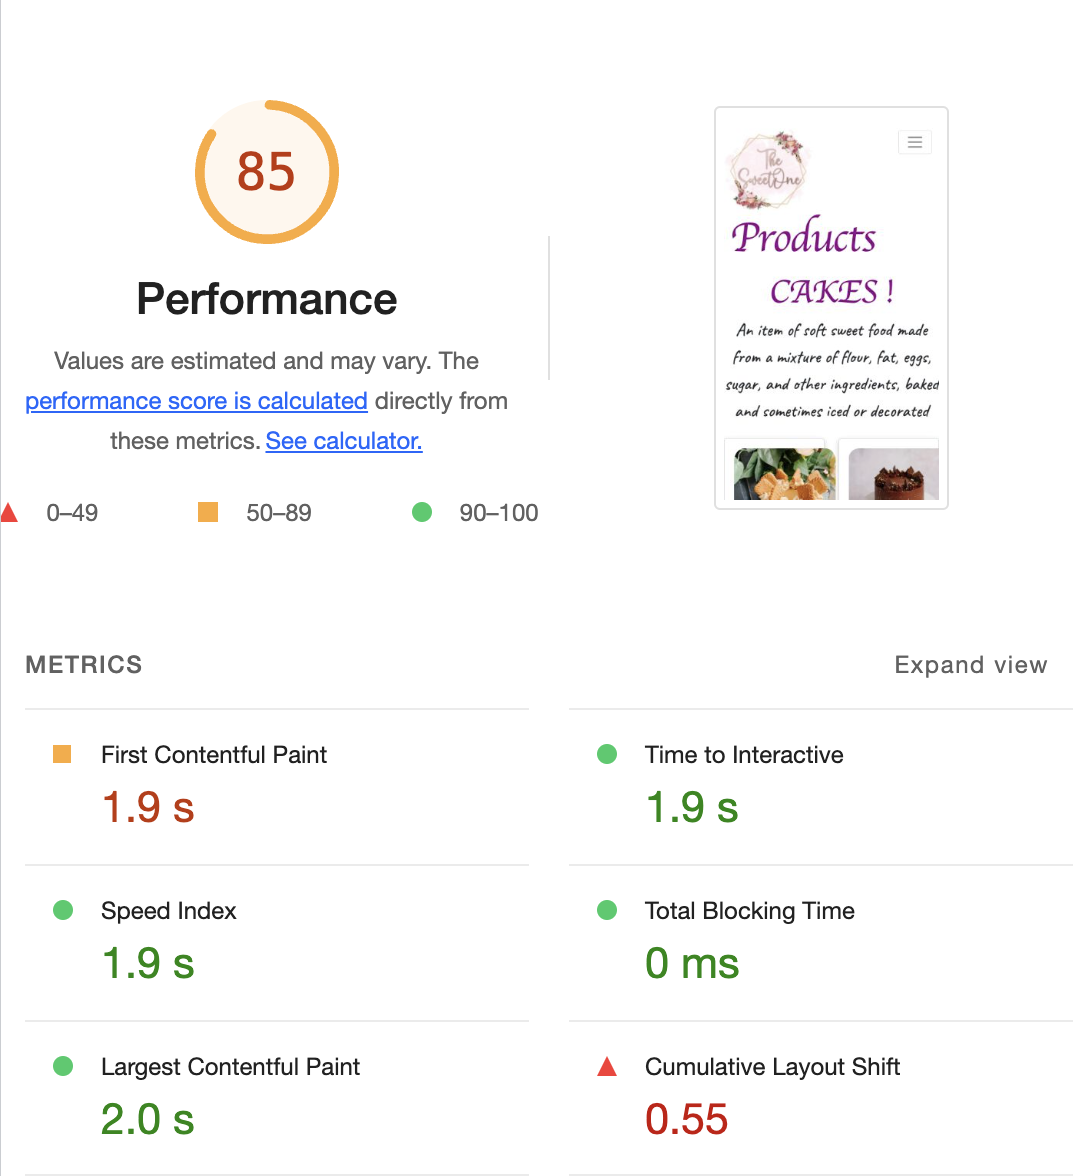 85
Performance
Values are estimated and may vary. The
performance score is calculated directly from
these metrics. See calculator.
0–49
50–89
90–100
The
SweetOne
Products
CAKES !
An item of soft sweet food made
from a mixture of flour, fat, eggs,
sugar, and other ingredients, baked
and sometimes iced or decorated
METRICS
Expand view
First Contentful Paint
1.9 s
Time to Interactive
1.9 s
Speed Index
1.9 s
Total Blocking Time
0 ms
Largest Contentful Paint
2.0 s
Cumulative Layout Shift
0.55